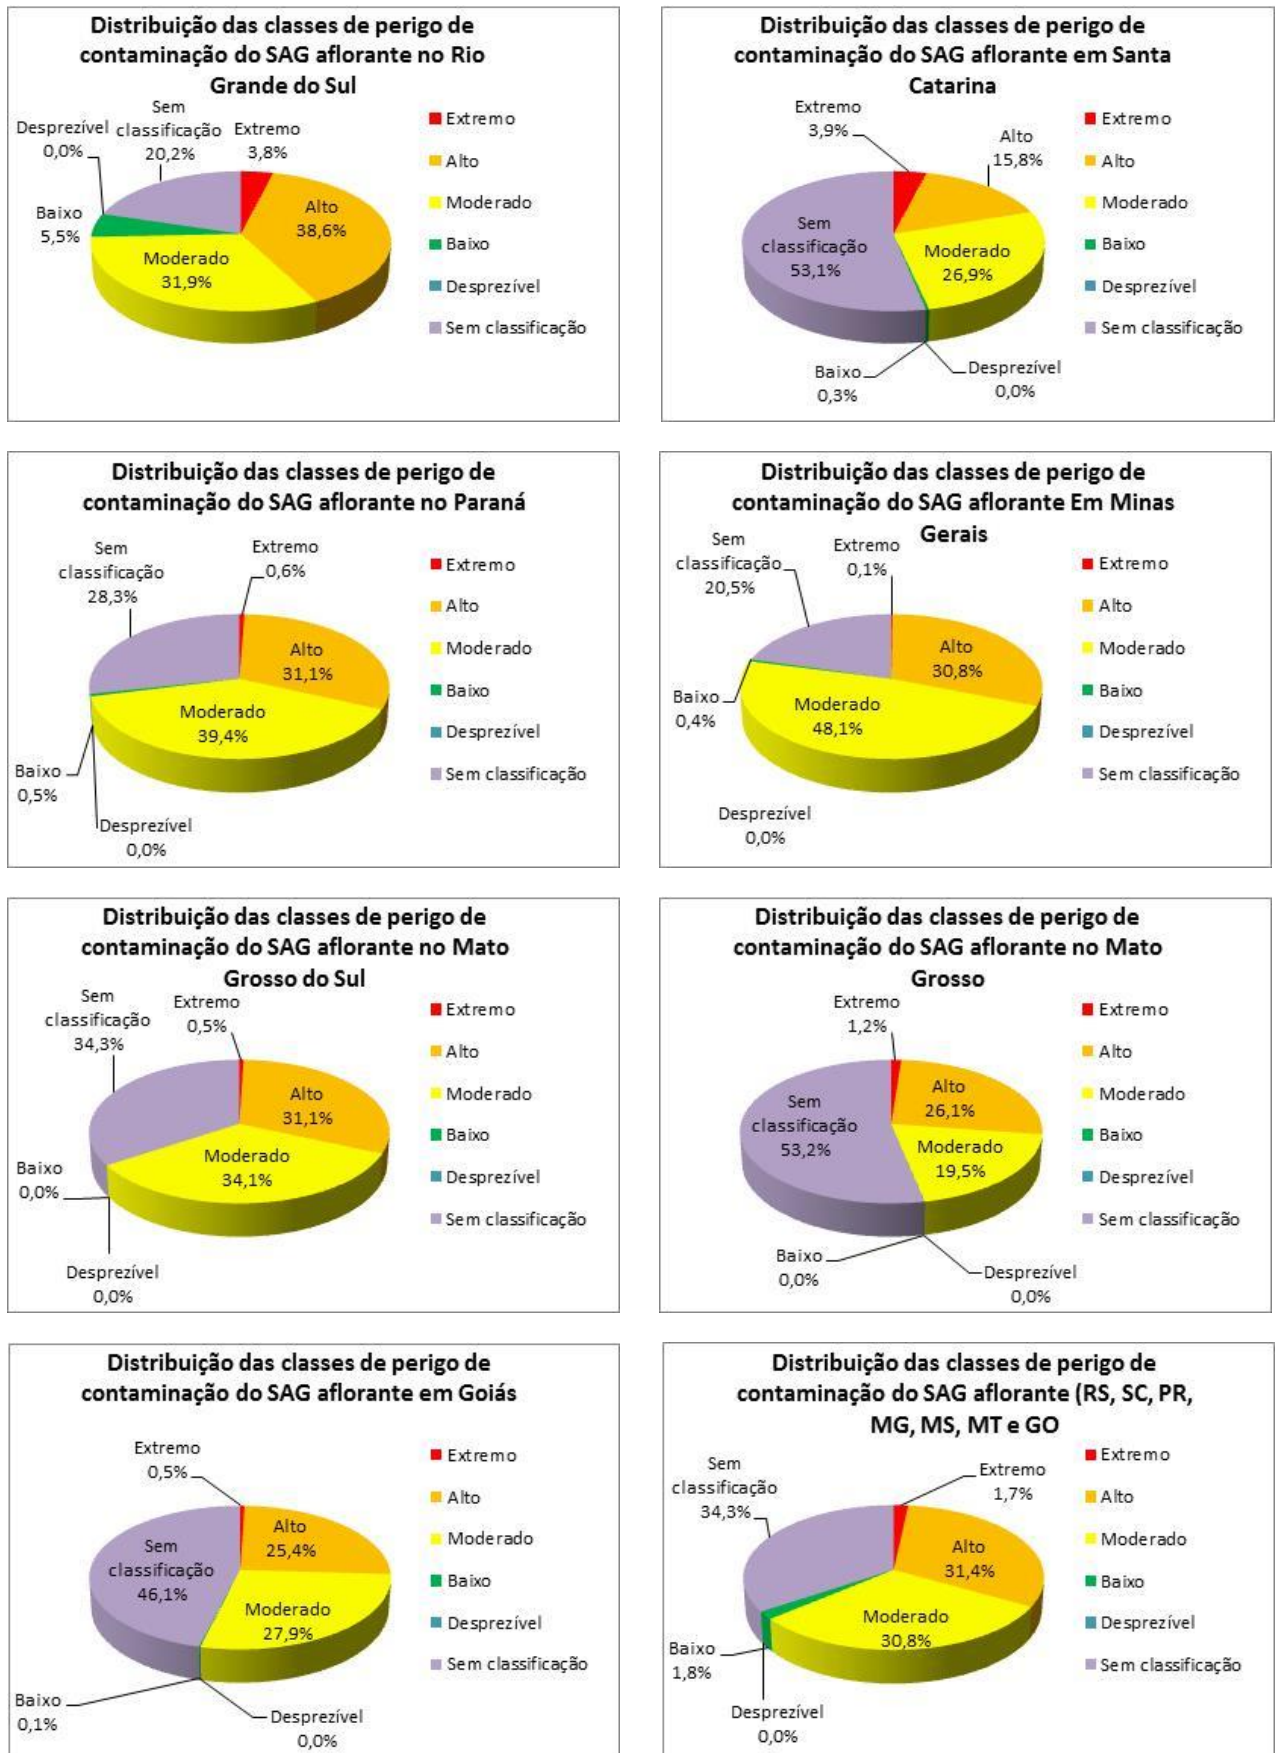 Distribuição das classes de perigo de
contaminação do SAG aflorante no Rio
Grande do Sul
Sem
classificação
20,2%
Desprezível
0,0%
Extremo
3,8%
Alto
38,6%
Baixo
5,5%
Moderado
31,9%
Extremo
Alto
Moderado
Baixo
Desprezível
Sem classificação
Distribuição das classes de perigo de
contaminação do SAG aflorante em Santa
Catarina
Extremo
3,9%
Alto
15,8%
Sem
classificação
53,1%
Moderado
26,9%
Baixo
0,3%
Desprezível
0,0%
Extremo
Alto
Moderado
Baixo
Desprezível
Sem classificação
Distribuição das classes de perigo de
contaminação do SAG aflorante no Paraná
Sem
classificação
28,3%
Extremo
0,6%
Alto
31,1%
Moderado
39,4%
Baixo
0,5%
Desprezível
0,0%
Extremo
Alto
Moderado
Baixo
Desprezível
Sem classificação
Distribuição das classes de perigo de
contaminação do SAG aflorante Em Minas
Gerais
Sem
classificação
20,5%
Extremo
0,1%
Alto
30,8%
Baixo
0,4%
Moderado
48,1%
Desprezível
0,0%
Extremo
Alto
Moderado
Baixo
Desprezível
Sem classificação
Distribuição das classes de perigo de
contaminação do SAG aflorante no Mato
Grosso do Sul
Sem
classificação
34,3%
Extremo
0,5%
Alto
31,1%
Moderado
34,1%
Baixo
0,0%
Desprezível
0,0%
Extremo
Alto
Moderado
Baixo
Desprezível
Sem classificação
Distribuição das classes de perigo de
contaminação do SAG aflorante no Mato
Grosso
Extremo
1,2%
Alto
26,1%
Sem
classificação
53,2%
Moderado
19,5%
Baixo
0,0%
Desprezível
0,0%
Extremo
Alto
Moderado
Baixo
Desprezível
Sem classificação
Distribuição das classes de perigo de
contaminação do SAG aflorante em Goiás
Extremo
0,5%
Alto
25,4%
Sem
classificação
46,1%
Moderado
27,9%
Baixo
0,1%
Desprezível
0,0%
Extremo
Alto
Moderado
Baixo
Desprezível
Sem classificação
Distribuição das classes de perigo de
contaminação do SAG aflorante (RS, SC, PR,
MG, MS, MT e GO
Sem
classificação
34,3%
Extremo
1,7%
Alto
31,4%
Moderado
30,8%
Baixo
1,8%
Desprezível
0,0%
Extremo
Alto
Moderado
Baixo
Desprezível
Sem classificação